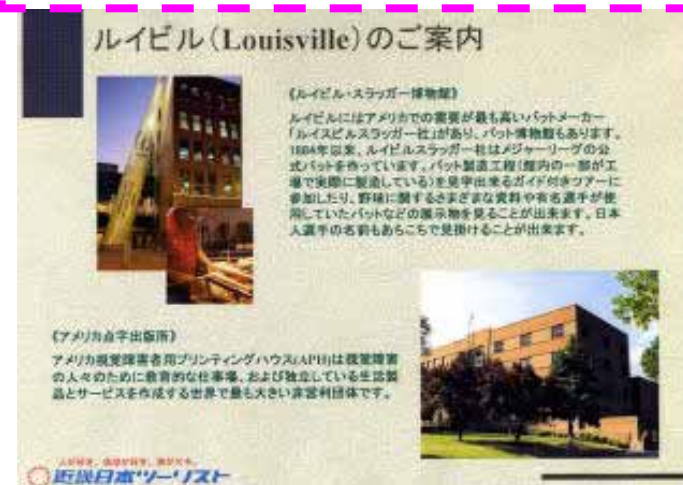 ルイビル(Louisville)のご案内
《ルイビル・スラッガー博物館》
ルイビルにはアメリカでの需要が最も高いバットメーカー
「ルイスビルスラッガー社」があり、バット博物館もあります。
1884年以来、ルイビルスラッガー社はメジャーリーグの公
式バットを作っています。バット製造工程(館内の一部が工
場で実際に製造している)を見学出来るガイド付きツアーに
参加したり、野球に関するさまざまな資料や有名選手が使
用していたバットなどの展示物を見ることが出来ます。日本
人選手の名前もあちこちで見掛けることが出来ます。
《アメリカ点字出版所》
アメリカ視覚障害者用プリンティングハウス(APH)は視覚障害
の人々のために教育的な仕事場、および独立している生活製
品とサービスを作成する世界で最も大きい非営利団体です。
近畿日本ツーリスト